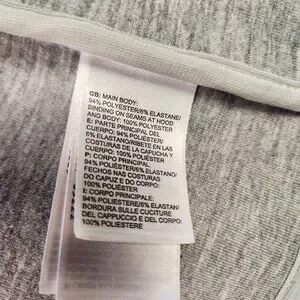 GB: MAIN BODY:
94% POLYESTER/6% ELASTANE/
BINDING ON SEAMS AT HOOD
AND BODY: 100% POLYESTER
E: PARTE PRINCIPAL DEL
CUERPO: 94% POLIÉSTER/
6% ELASTANO/RIBETE EN LAS
COSTURAS DE LA CAPUCHA Y
CUERPO: 100% POLIÉSTER
P: CORPO PRINCIPAL:
94% POLIÉSTER/6% ELASTANO/
FECHOS NAS COSTURAS
DO CAPUZ E DO CORPO:
100% POLIÉSTER
I: CORPO PRINCIPALE:
94% POLIESTERE/6% ELASTAN/
BORDURA SULLE CUCITURE
DEL CAPPUCCIO E DEL CORPO:
100% POLIESTERE